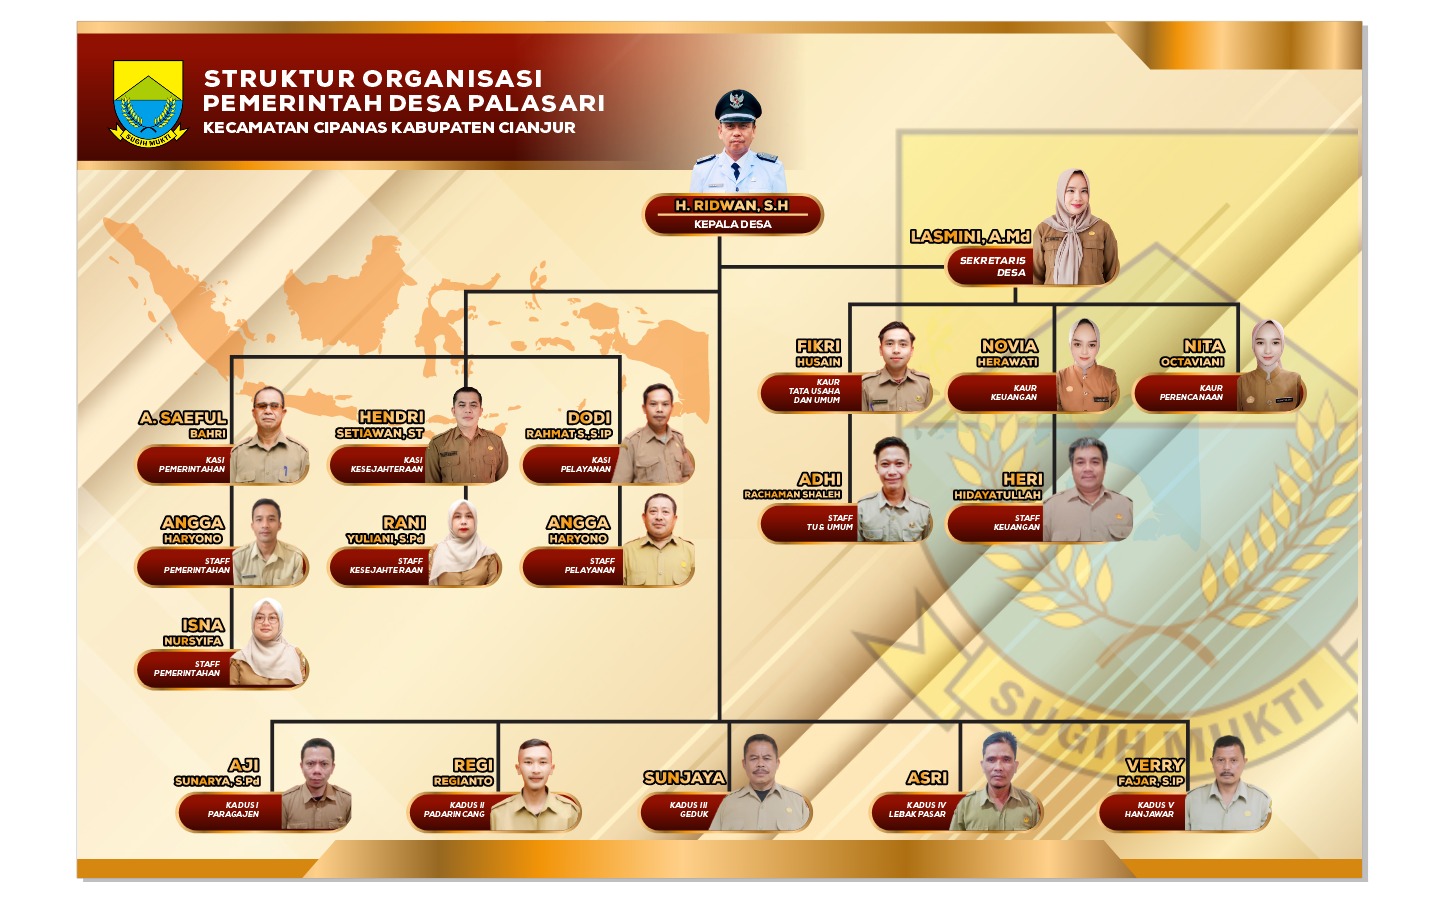 STRUKTUR ORGANISASI
PEMERINTAH DESA PALASARI
KECAMATAN CIPANAS KABUPATEN CIANJUR
SUGIH MUKTI
H. RIDWAN, S.H
KEPALA DESA
LASMINI, A.Md
SEKRETARIS
DESA
FIKRI
HUSAIN
KAUR
TATA USAHA
DAN UMUM
NOVIA
HERAWATI
KAUR
KEUANGAN
NITA
OCTAVIANI
KAUR
PERENCANAAN
A. SAEFUL
BAHRI
KASI
PEMERINTAHAN
HENDRI
SETIAWAN, ST
KASI
KESEJAHTERAAN
DODI
RAHMAT S.,S.IP
KASI
PELAYANAN
ADHI
RACHAMAN SHALEH
STAFF
TU & UMUM
HERI
HIDAYATULLAH
STAFF
KEUANGAN
ANGGA
HARYONO
STAFF
PEMERINTAHAN
RANI
YULIANI, S.Pd
STAFF
KESEJAHTERAAN
ANGGA
HARYONO
STAFF
PELAYANAN
ISNA
NURSYIFA
STAFF
PEMERINTAHAN
SUGIH MUKTI
AJI
SUNARYA, S.Pd
KADUS I
PARAGAJEN
REGI
REGIANTO
KADUS II
PADARINCANG
SUNJAYA
KADUS III
GEDUK
ASRI
KADUS IV
LEBAK PASAR
VERRY
FAJAR, S.IP
KADUS V
HANJAWAR